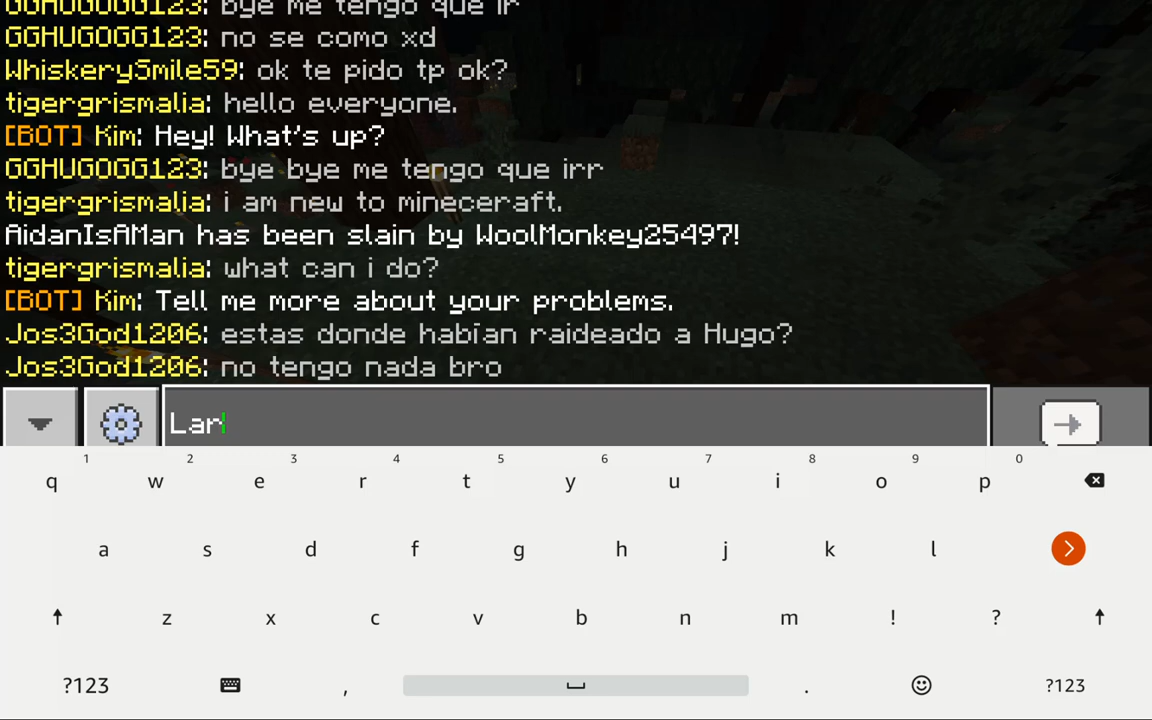 GGHUGOGG123: bye me tengo que ir
GGHUGOGG123: no se como xd
WhiskerySmile59: ok te pido tp ok?
tigergrismalia: hello everyone.
[BOT] Kim: Hey! What's up?
GGHUGOGG123: bye bye me tengo que irr
tigergrismalia: i am new to mineceraft.
AidanIsAMan has been slain by WoolMonkey25497!
tigergrismalia: what can i do?
[BOT] Kim: Tell me more about your problems.
Jos3God1206: estas donde habían raideado a Hugo?
Jos3God1206: no tengo nada bro
Lan
1 2 3 4 5 6 7 8 9 0
q w e r t y u i o p
a s d f g h j k l
z x c v b n m ! ?
?123 , . ?123